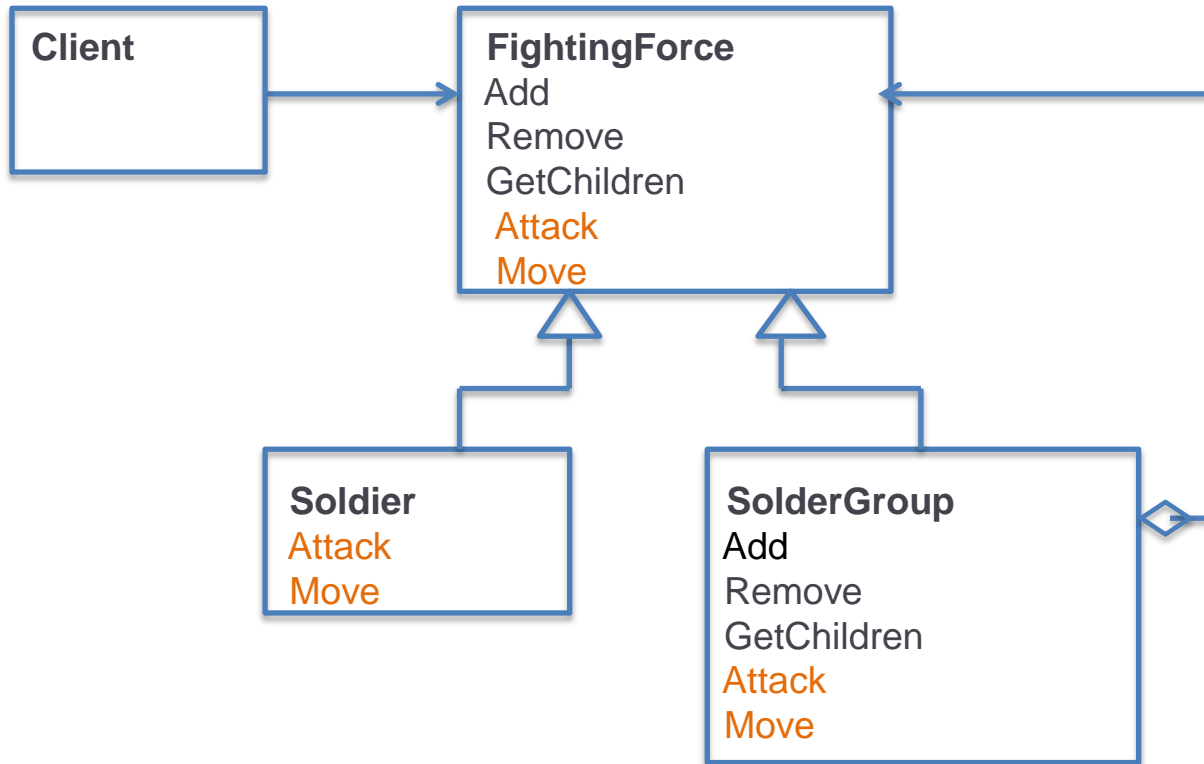 Client
FightingForce
Add
Remove
GetChildren
Attack
Move
Soldier
Attack
Move
SolderGroup
Add
Remove
GetChildren
Attack
Move